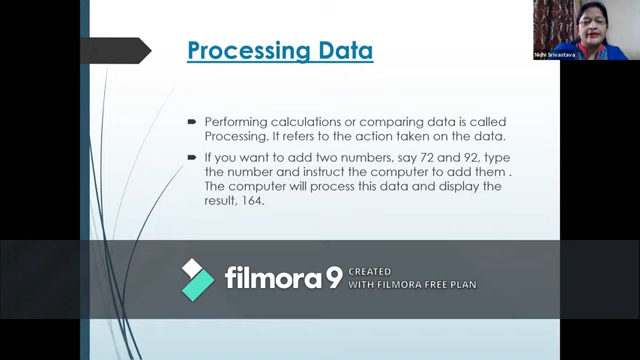 Processing Data
Nidhi Srivastava
Performing calculations or comparing data is called
Processing. It refers to the action taken on the data.
If you want to add two numbers, say 72 and 92, type
the number and instruct the computer to add them .
The computer will process this data and display the
result, 164.
filmora9
CREATED
WITH FILMORA FREE PLAN